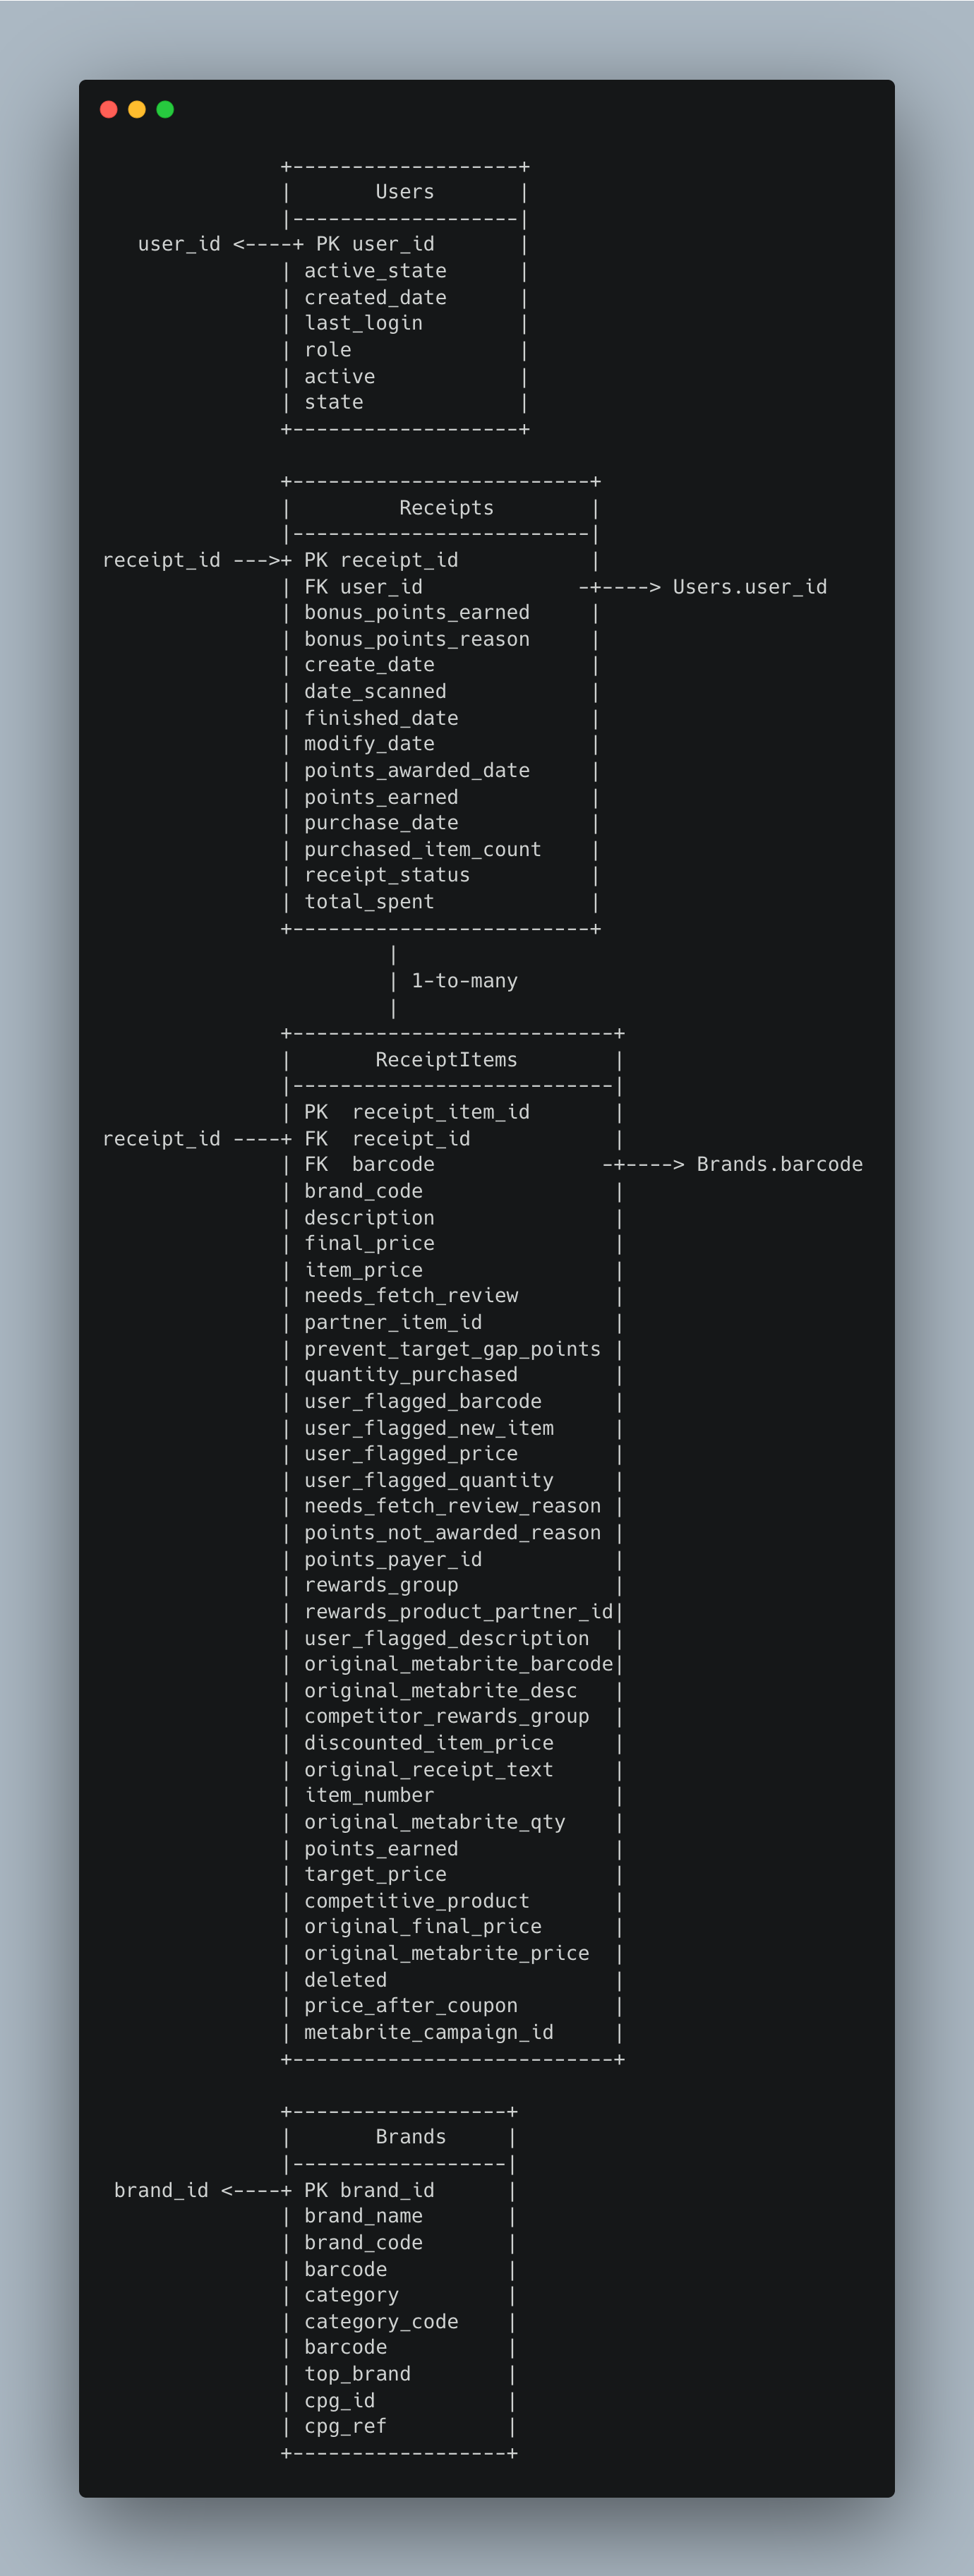 +-------------------+
|       Users       |
|-------------------|
user_id <----+ PK user_id       |
| active_state      |
| created_date      |
| last_login        |
| role              |
| active            |
| state             |
+-------------------+
+-------------------------+
|         Receipts        |
|-------------------------|
receipt_id --->+ PK receipt_id           |
| FK user_id             -+----> Users.user_id
| bonus_points_earned     |
| bonus_points_reason     |
| create_date             |
| date_scanned            |
| finished_date           |
| modify_date             |
| points_awarded_date     |
| points_earned           |
| purchase_date           |
| purchased_item_count    |
| receipt_status          |
| total_spent             |
+-------------------------+
|
| 1-to-many
|
+---------------------------+
|       ReceiptItems        |
|---------------------------|
| PK  receipt_item_id       |
receipt_id ----+ FK  receipt_id            |
| FK  barcode              -+----> Brands.barcode
| brand_code                |
| description               |
| final_price               |
| item_price                |
| needs_fetch_review        |
| partner_item_id           |
| prevent_target_gap_points |
| quantity_purchased        |
| user_flagged_barcode      |
| user_flagged_new_item     |
| user_flagged_price        |
| user_flagged_quantity     |
| needs_fetch_review_reason |
| points_not_awarded_reason |
| points_payer_id           |
| rewards_group             |
| rewards_product_partner_id|
| user_flagged_description  |
| original_metabrite_barcode|
| original_metabrite_desc   |
| competitor_rewards_group  |
| discounted_item_price     |
| original_receipt_text     |
| item_number               |
| original_metabrite_qty    |
| points_earned             |
| target_price              |
| competitive_product       |
| original_final_price      |
| original_metabrite_price  |
| deleted                   |
| price_after_coupon        |
| metabrite_campaign_id     |
+---------------------------+
+------------------+
|       Brands     |
|------------------|
brand_id <----+ PK brand_id      |
| brand_name       |
| brand_code       |
| barcode          |
| category         |
| category_code    |
| barcode          |
| top_brand        |
| cpg_id           |
| cpg_ref          |
+------------------+